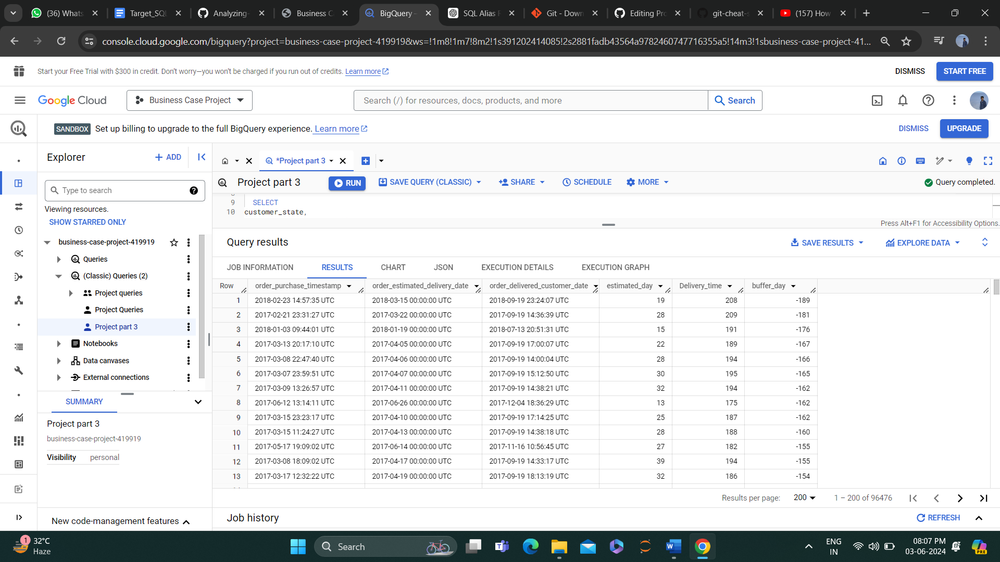 (36) Whats
Target_SQL
Analyzing-
Business C
BigQuery –
SQL Alias
Git - Down
Editing Pro
git-cheat-s
(157) How
console.cloud.google.com/bigquery?project=business-case-project-419919&ws=!1m8!1m7!8m2!1s391202414085!2s2881fadb43564a9782460747716355a5!14m3!1sbusiness-case-project-41...
Start your Free Trial with $300 in credit. Don't worry—you won't be charged if you run out of credits. Learn more
DISMISS
START FREE
Google Cloud
Business Case Project
Search (/) for resources, docs, products, and more
Search
SANDBOX Set up billing to upgrade to the full BigQuery experience. Learn more
DISMISS
UPGRADE
Explorer
+ ADD
*Project part 3
Project part 3
RUN
SAVE QUERY (CLASSIC)
SHARE
SCHEDULE
MORE
Query completed.
Type to search
Viewing resources.
SHOW STARRED ONLY
9 SELECT
10 customer_state,
Press Alt+F1 for Accessibility Options.
business-case-project-419919
Queries
(Classic) Queries (2)
Project queries
Project Queries
Project part 3
Notebooks
Data canvases
External connections
SUMMARY
Project part 3
business-case-project-419919
Visibility personal
New code-management features
Query results
SAVE RESULTS
EXPLORE DATA
JOB INFORMATION RESULTS CHART JSON EXECUTION DETAILS EXECUTION GRAPH
Row order_purchase_timestamp order_estimated_delivery_date order_delivered_customer_date estimated_day Delivery_time buffer_day
1 2018-02-23 14:57:35 UTC 2018-03-15 00:00:00 UTC 2018-09-19 23:24:07 UTC 19 208 -189
2 2017-02-21 23:31:27 UTC 2017-03-22 00:00:00 UTC 2017-09-19 14:36:39 UTC 28 209 -181
3 2018-01-03 09:44:01 UTC 2018-01-19 00:00:00 UTC 2018-07-13 20:51:31 UTC 15 191 -176
4 2017-03-13 20:17:10 UTC 2017-04-05 00:00:00 UTC 2017-09-19 17:00:07 UTC 22 189 -167
5 2017-03-08 22:47:40 UTC 2017-04-06 00:00:00 UTC 2017-09-19 14:00:04 UTC 28 194 -166
6 2017-03-07 23:59:51 UTC 2017-04-07 00:00:00 UTC 2017-09-19 15:12:50 UTC 30 195 -165
7 2017-03-09 13:26:57 UTC 2017-04-11 00:00:00 UTC 2017-09-19 14:38:21 UTC 32 194 -162
8 2017-06-12 13:14:11 UTC 2017-06-26 00:00:00 UTC 2017-12-04 18:36:29 UTC 13 175 -162
9 2017-03-15 23:23:17 UTC 2017-04-10 00:00:00 UTC 2017-09-19 17:14:25 UTC 25 187 -162
10 2017-03-15 11:24:27 UTC 2017-04-13 00:00:00 UTC 2017-09-19 14:38:18 UTC 28 188 -160
11 2017-05-17 19:09:02 UTC 2017-06-14 00:00:00 UTC 2017-11-16 10:56:45 UTC 27 182 -155
12 2017-03-08 18:09:02 UTC 2017-04-17 00:00:00 UTC 2017-09-19 14:33:17 UTC 39 194 -155
13 2017-03-17 12:32:22 UTC 2017-04-19 00:00:00 UTC 2017-09-19 18:13:19 UTC 32 186 -154
Results per page: 200 1 – 200 of 96476
Job history
REFRESH
1
32°C
Haze
Search
ENG
IN
08:07 PM
03-06-2024
PRE